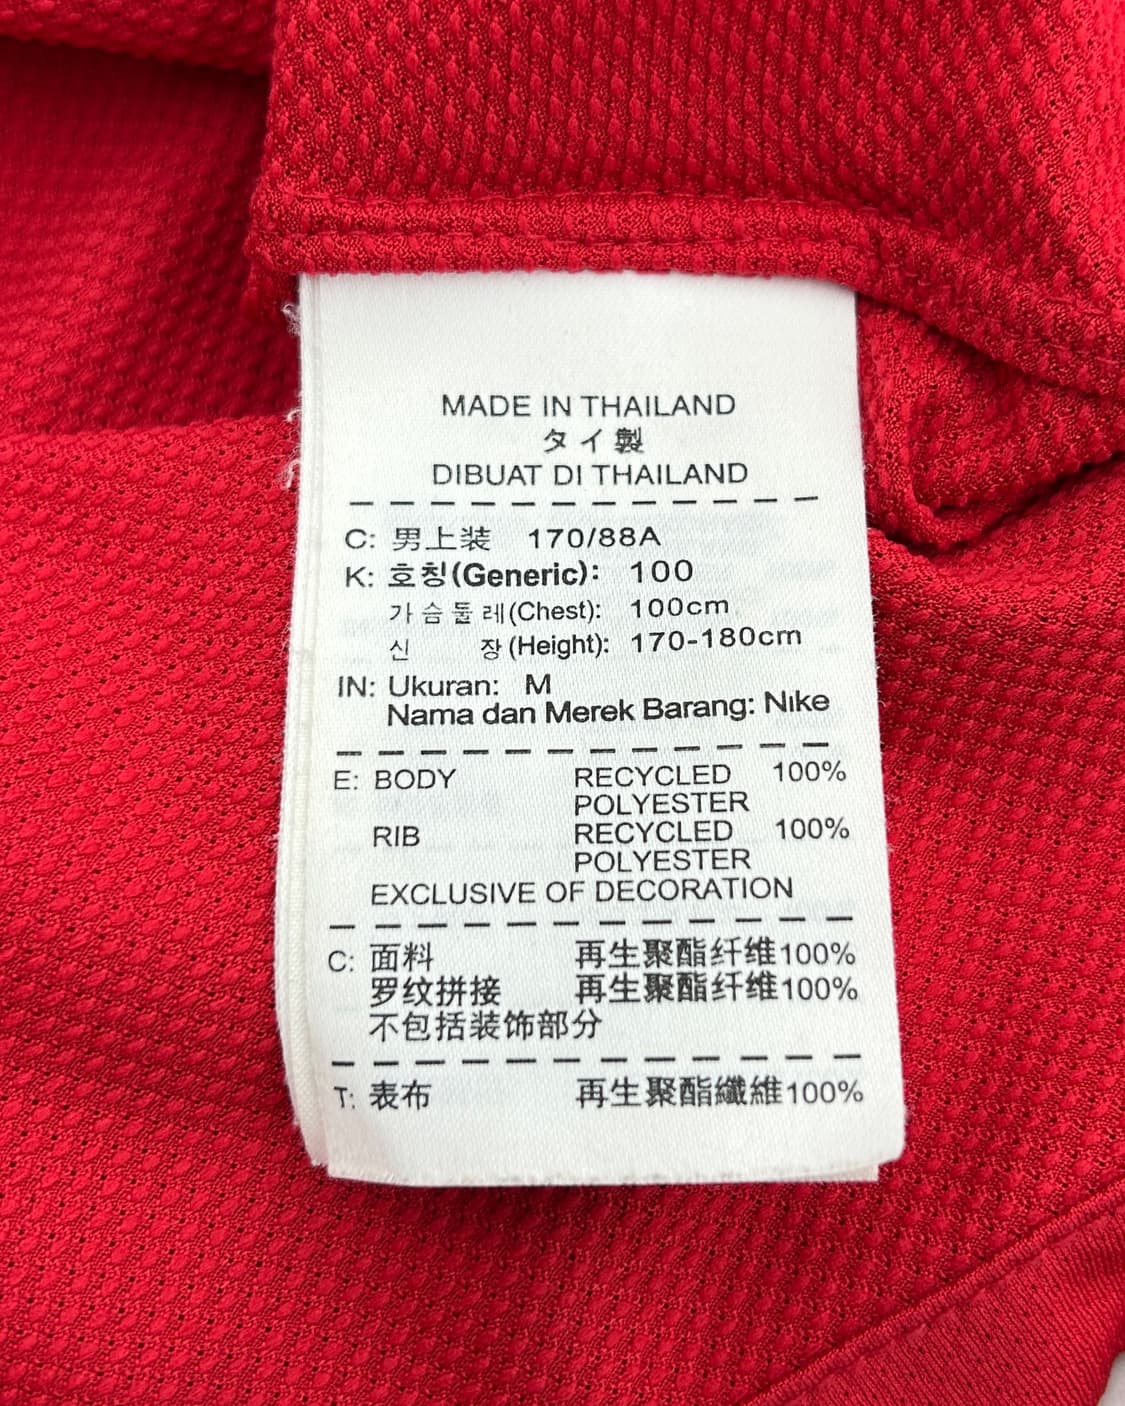 MADE IN THAILAND
タイ製
DIBUAT DI THAILAND
C: 男上装 170/88A
K: 호칭(Generic): 100
가슴둘레(Chest): 100cm
신 장(Height): 170-180cm
IN: Ukuran: M
Nama dan Merek Barang: Nike
E: BODY RECYCLED 100%
POLYESTER
RIB RECYCLED 100%
POLYESTER
EXCLUSIVE OF DECORATION
C: 面料 再生聚酯纤维100%
罗纹拼接 再生聚酯纤维100%
不包括装饰部分
T: 表布 再生聚酯纖維100%